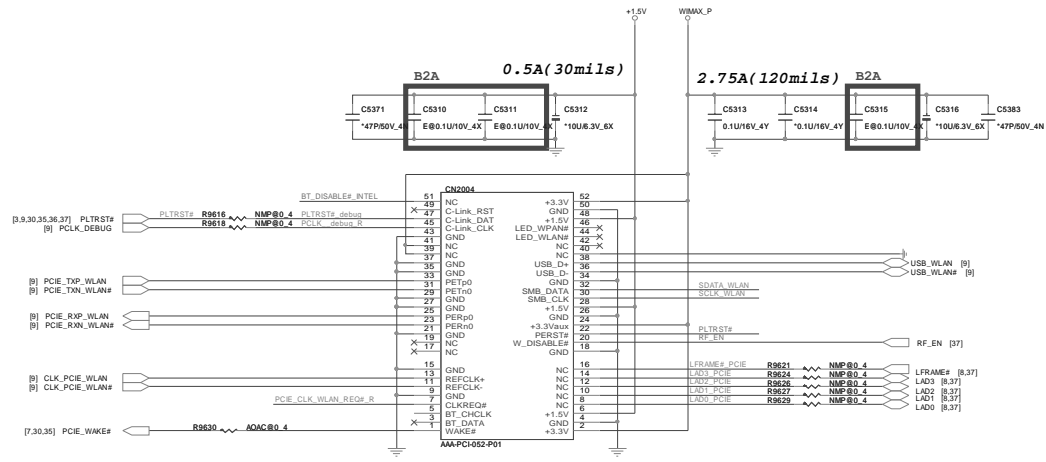 +1.5V WIMAX_P
B2A 0.5A(30mils) 2.75A(120mils) B2A
C5371 C5310 C5311 C5312 C5313 C5314 C5315 C5316 C5383
*47P/50V_4N E@0.1U/10V_4X E@0.1U/10V_4X *10U/6.3V_6X 0.1U/16V_4Y *0.1U/16V_4Y E@0.1U/10V_4X *10U/6.3V_6X *47P/50V_4N
CN2004
BT_DISABLE#_INTEL 51 NC +3.3V 52
49 C-Link_RST GND 50
[3,9,30,35,36,37] PLTRST# PLTRST# R9616 NMP@0_4 PLTRST#_debug 47 C-Link_DAT +1.5V 48
[9] PCLK_DEBUG R9618 NMP@0_4 PCLK_debug_R 45 C-Link_CLK LED_WPAN# 46
43 GND LED_WLAN# 44
41 NC NC 42
39 NC NC 40
37 GND USB_D+ 38 USB_WLAN [9]
35 GND USB_D- 36 USB_WLAN# [9]
[9] PCIE_TXP_WLAN 33 PETp0 GND 34
[9] PCIE_TXN_WLAN# 31 PETn0 SMB_DATA 32 SDATA_WLAN
29 GND SMB_CLK 30 SCLK_WLAN
27 GND +1.5V 28
[9] PCIE_RXP_WLAN 25 PERp0 GND 26
[9] PCIE_RXN_WLAN# 23 PERn0 +3.3Vaux 24
21 GND PERST# 22 PLTRST#
19 NC W_DISABLE# 20 RF_EN RF_EN [37]
17 NC GND 18
15 GND NC 16 LFRAME#_PCIE R9621 NMP@0_4 LFRAME# [8,37]
[9] CLK_PCIE_WLAN 13 REFCLK+ NC 14 LAD3_PCIE R9624 NMP@0_4 LAD3 [8,37]
[9] CLK_PCIE_WLAN# 11 REFCLK- NC 12 LAD2_PCIE R9626 NMP@0_4 LAD2 [8,37]
9 GND NC 10 LAD1_PCIE R9627 NMP@0_4 LAD1 [8,37]
PCIE_CLK_WLAN_REQ#_R 7 CLKREQ# NC 8 LAD0_PCIE R9629 NMP@0_4 LAD0 [8,37]
5 BT_CHCLK +1.5V 6
3 BT_DATA GND 4
[7,30,35] PCIE_WAKE# R9630 AOAC@0_4 1 WAKE# +3.3V 2
AAA-PCI-052-P01